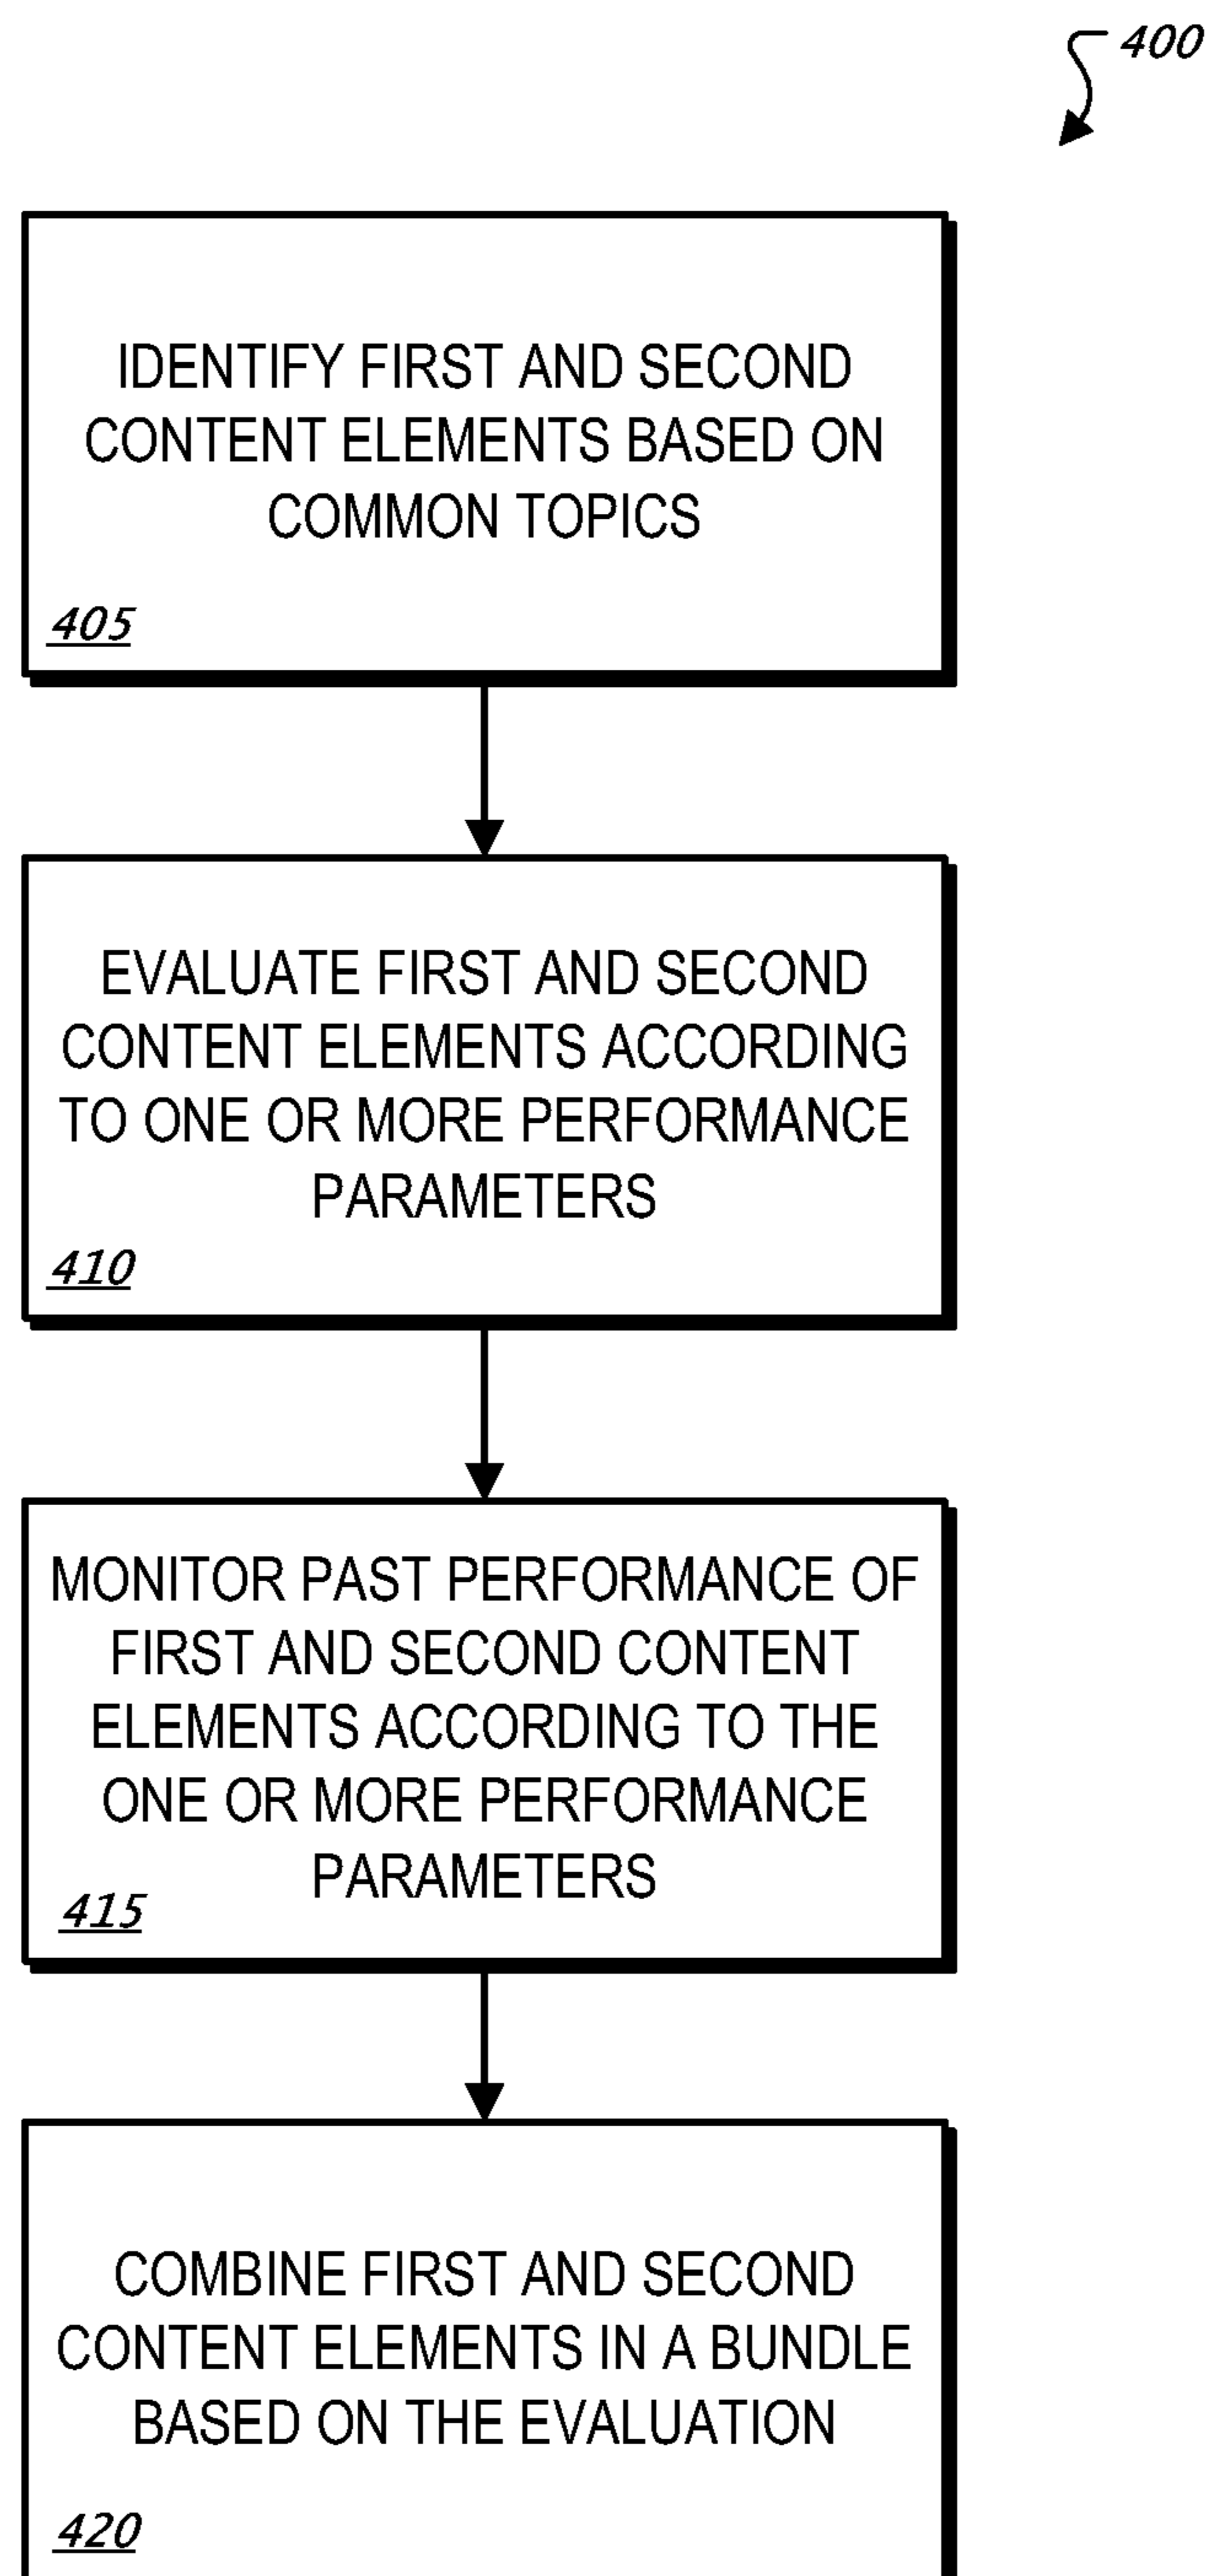 400
IDENTIFY FIRST AND SECOND
CONTENT ELEMENTS BASED ON
COMMON TOPICS
405
EVALUATE FIRST AND SECOND
CONTENT ELEMENTS ACCORDING
TO ONE OR MORE PERFORMANCE
PARAMETERS
410
MONITOR PAST PERFORMANCE OF
FIRST AND SECOND CONTENT
ELEMENTS ACCORDING TO THE
ONE OR MORE PERFORMANCE
PARAMETERS
415
COMBINE FIRST AND SECOND
CONTENT ELEMENTS IN A BUNDLE
BASED ON THE EVALUATION
420